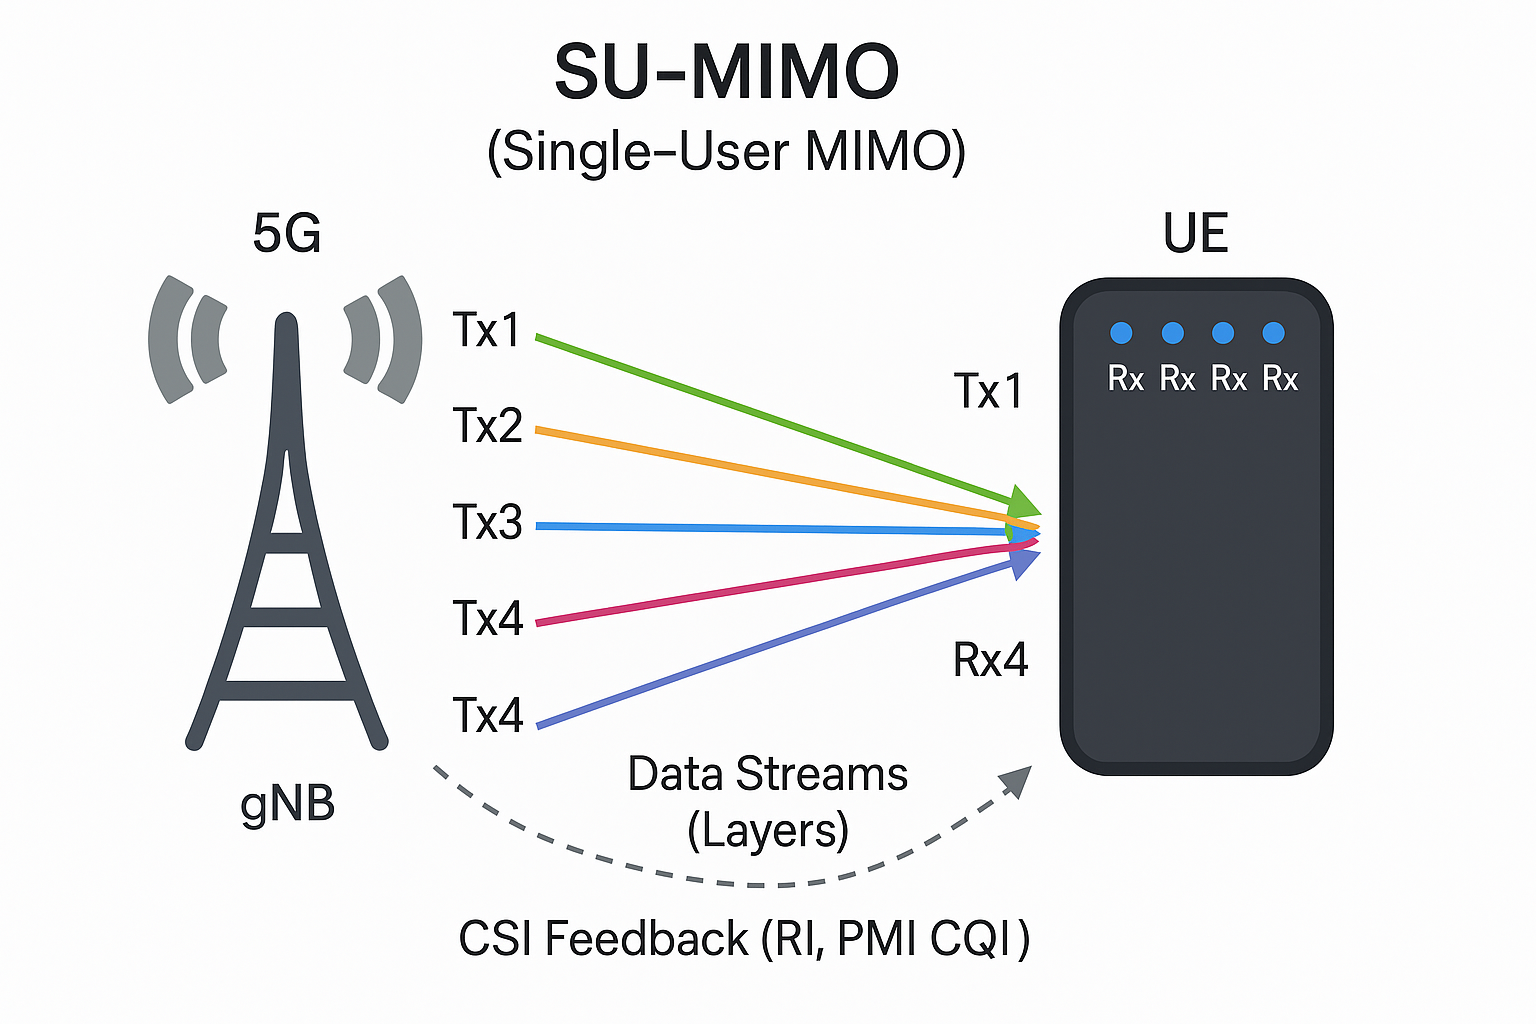 SU-MIMO
(Single-User MIMO)
5G
UE
Tx1
Tx2
Tx3
Tx4
Tx4
Tx1
Rx4
Rx Rx Rx Rx
gNB
Data Streams
(Layers)
CSI Feedback (RI, PMI CQI)